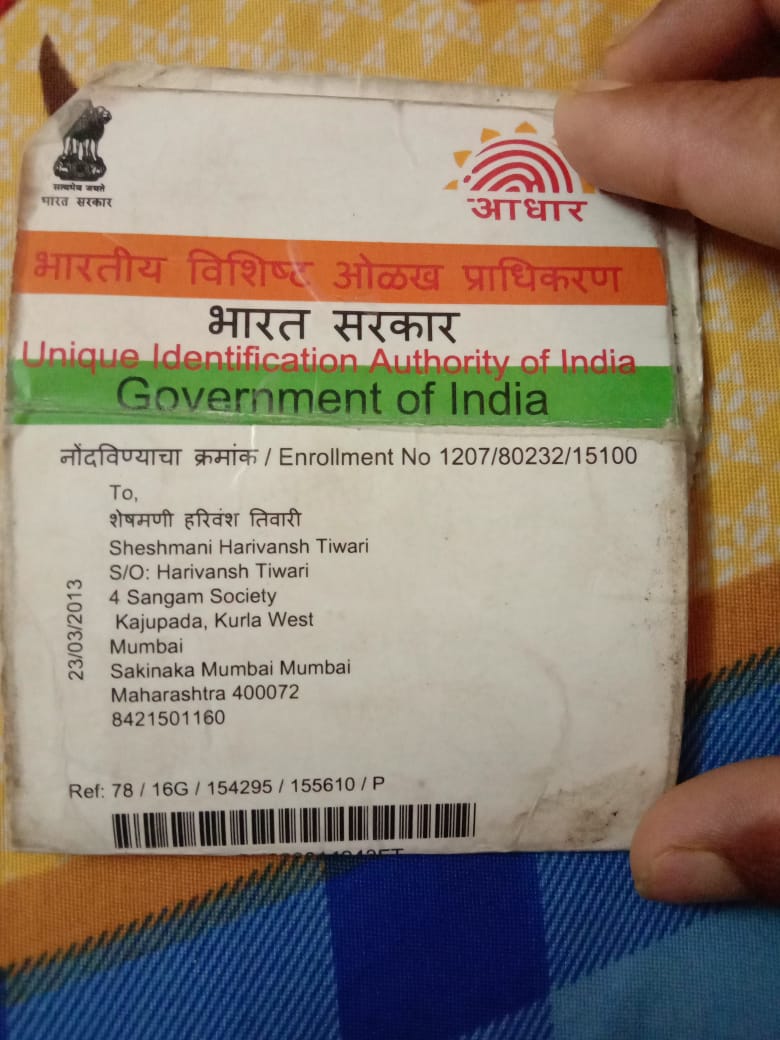 सत्यमेव जयते
भारत सरकार
आधार
भारतीय विशिष्ट ओळख प्राधिकरण
भारत सरकार
Unique Identification Authority of India
Government of India
नोंदविण्याचा क्रमांक / Enrollment No 1207/80232/15100
To,
शेषमणी हरिवंश तिवारी
Sheshmani Harivansh Tiwari
S/O: Harivansh Tiwari
4 Sangam Society
Kajupada, Kurla West
Mumbai
Sakinaka Mumbai Mumbai
Maharashtra 400072
8421501160
23/03/2013
Ref: 78 / 16G / 154295 / 155610 / P